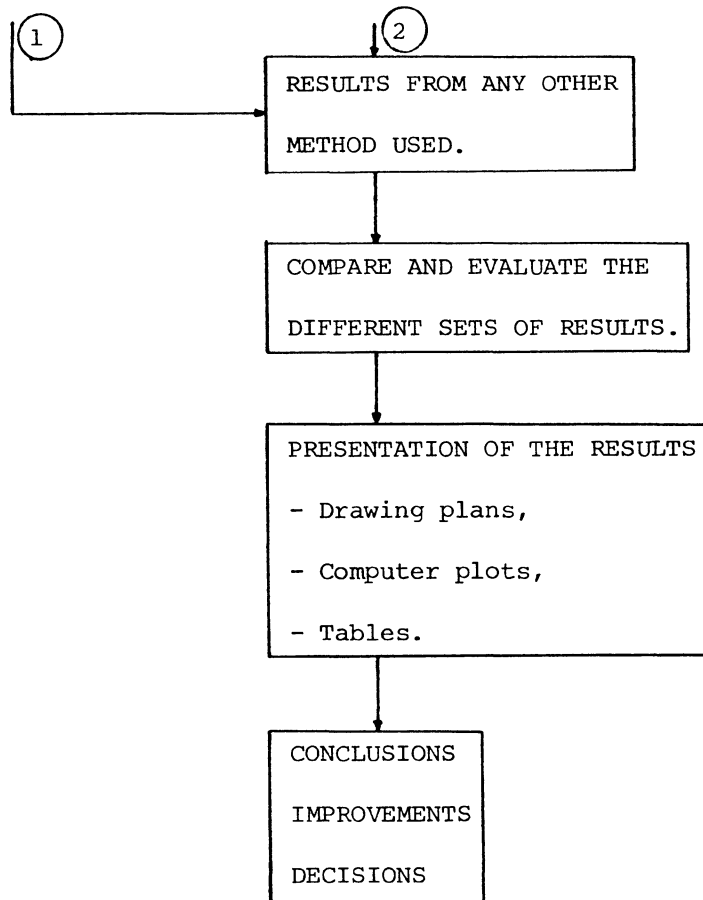 1
2
RESULTS FROM ANY OTHER
METHOD USED.
COMPARE AND EVALUATE THE
DIFFERENT SETS OF RESULTS.
PRESENTATION OF THE RESULTS
- Drawing plans,
- Computer plots,
- Tables.
CONCLUSIONS
IMPROVEMENTS
DECISIONS